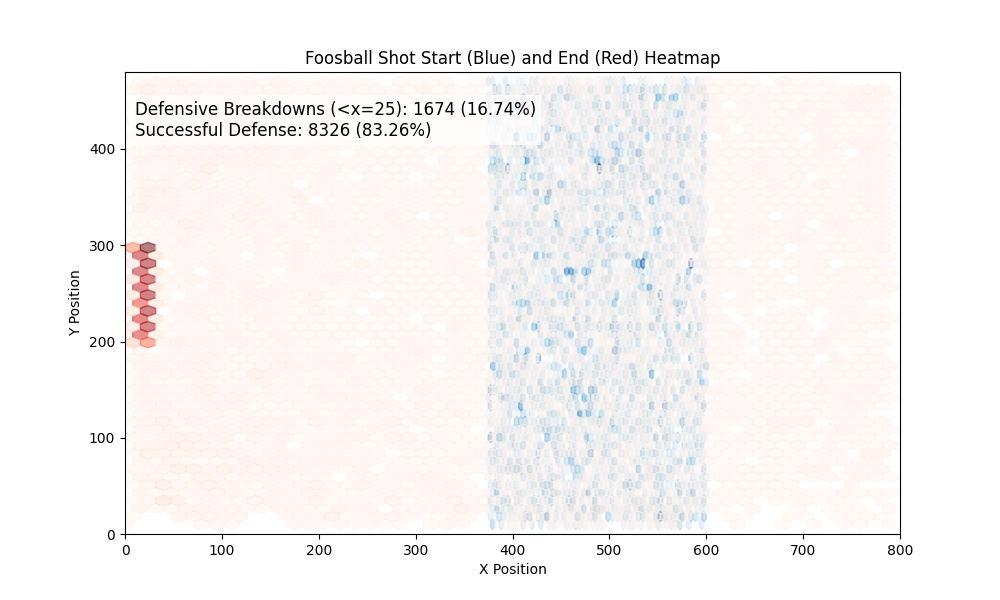 Foosball Shot Start (Blue) and End (Red) Heatmap
Defensive Breakdowns (<x=25): 1674 (16.74%)
Successful Defense: 8326 (83.26%)
400
300
200
100
0
Y Position
0 100 200 300 400 500 600 700 800
X Position